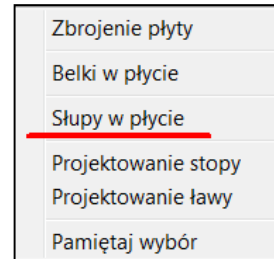 Zbrojenie płyty
Belki w płycie
Słupy w płycie
Projektowanie stopy
Projektowanie ławy
Pamiętaj wybór